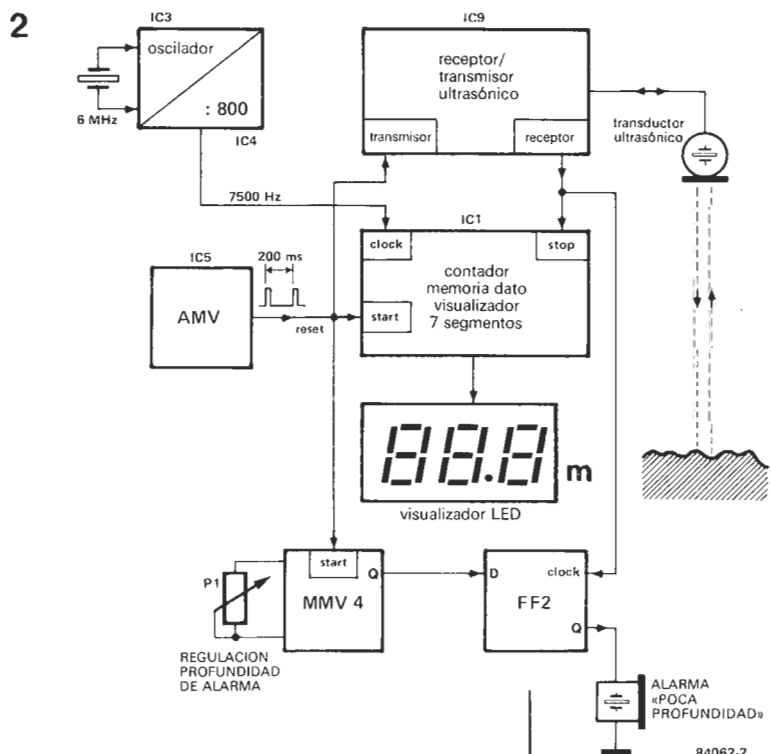 2
IC3
oscilador
: 800
6 MHz
IC4
IC9
receptor/
transmisor
ultrasónico
transmisor
receptor
transductor
ultrasónico
7500 Hz
IC1
clock
stop
contador
memoria dato
visualizador
7 segmentos
start
IC5
AMV
200 ms
reset
88.8 m
visualizador LED
start
Q
MMV 4
P1
REGULACION
PROFUNDIDAD
DE ALARMA
D
clock
FF2
Q
ALARMA
«POCA
PROFUNDIDAD»
84062-2